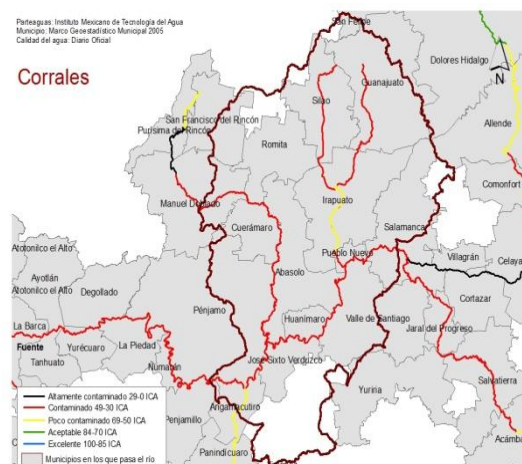 Parteaguas: Instituto Mexicano de Tecnología del Agua
Municipio: Marco Geoestadístico Municipal 2005
Calidad del agua: Diario Oficial
Corrales
San Felipe
Dolores Hidalgo
N
Guanajuato
Silao
Allende
San Francisco del Rincón
Purísima del Rincón
Romita
Comonfort
Manuel Doblado
Irapuato
Cuerámaro
Salamanca
Atotonilco el Alto
Pueblo Nuevo
Villagrán
Celaya
Ayotlán
Abasolo
Atotonilco el Alto
Degollado
Pénjamo
Cortazar
Huanímaro
Valle de Santiago
La Barca
Jaral del Progreso
Fuente
Yurécuaro
La Piedad
Tanhuato
Numarán
José Sixto Verduzco
Salvatierra
Yuriria
Angamacutiro
Penjamillo
Acámba
Panindícuaro
Altamente contaminado 29-0 ICA
Contaminado 49-30 ICA
Poco contaminado 69-50 ICA
Aceptable 84-70 ICA
Excelente 100-85 ICA
Municipios en los que pasa el río